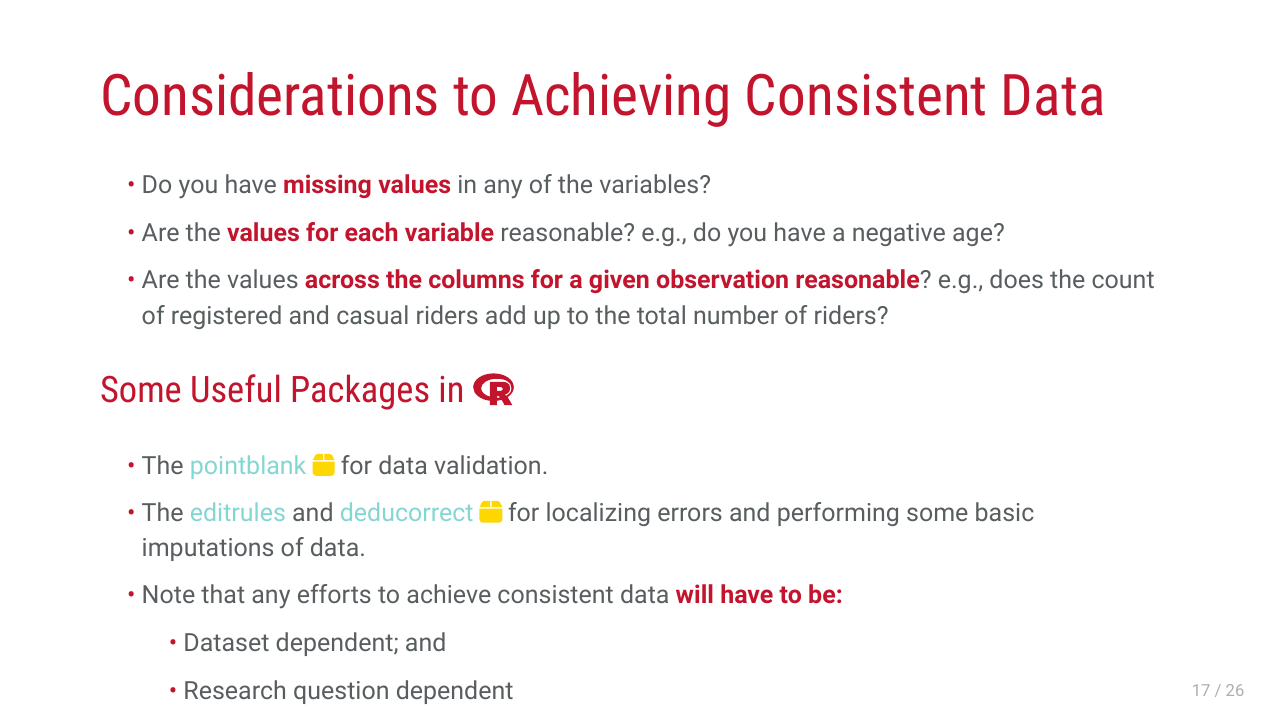 Considerations to Achieving Consistent Data
• Do you have missing values in any of the variables?
• Are the values for each variable reasonable? e.g., do you have a negative age?
• Are the values across the columns for a given observation reasonable? e.g., does the count
of registered and casual riders add up to the total number of riders?
Some Useful Packages in R
• The pointblank for data validation.
• The editrules and deducorrect for localizing errors and performing some basic
imputations of data.
• Note that any efforts to achieve consistent data will have to be:
• Dataset dependent; and
• Research question dependent
17 / 26